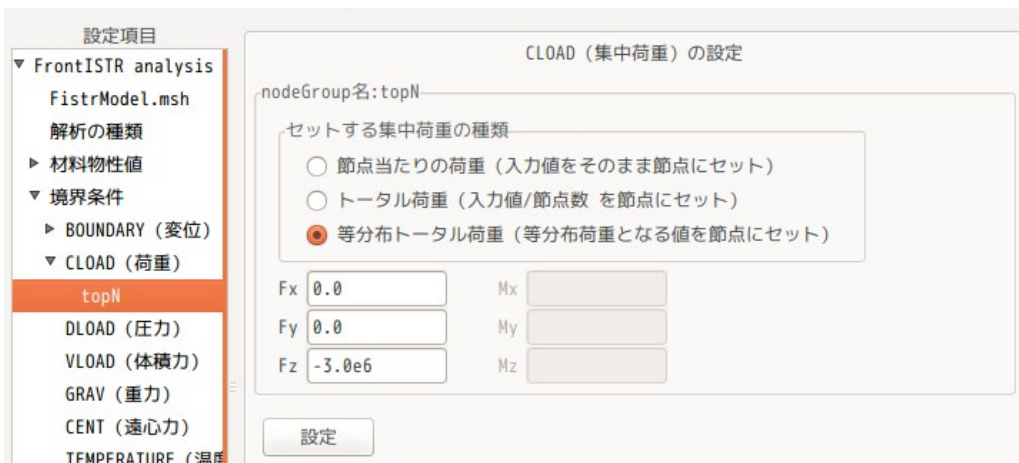 設定項目
FrontISTR analysis
FistrModel.msh
解析の種類
材料物性値
境界条件
BOUNDARY (変位)
CLOAD (荷重)
topN
DLOAD (圧力)
VLOAD (体積力)
GRAV (重力)
CENT (遠心力)
TEMPERATURE (温度
CLOAD (集中荷重) の設定
nodeGroup名:topN
セットする集中荷重の種類
節点当たりの荷重 (入力値をそのまま節点にセット)
トータル荷重 (入力値/節点数 を節点にセット)
等分布トータル荷重 (等分布荷重となる値を節点にセット)
Fx 0.0 Mx
Fy 0.0 My
Fz -3.0e6 Mz
設定